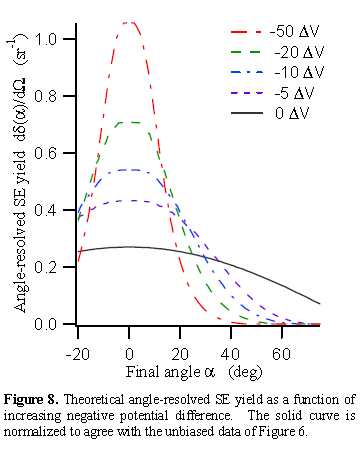 Angle-resolved SE yield dδ(α)/dΩ (sr⁻¹)
1.0
0.8
0.6
0.4
0.2
0.0
-50 ΔV
-20 ΔV
-10 ΔV
-5 ΔV
0 ΔV
-20
0
20
40
60
Final angle α (deg)
Figure 8. Theoretical angle-resolved SE yield as a function of
increasing negative potential difference. The solid curve is
normalized to agree with the unbiased data of Figure 6.